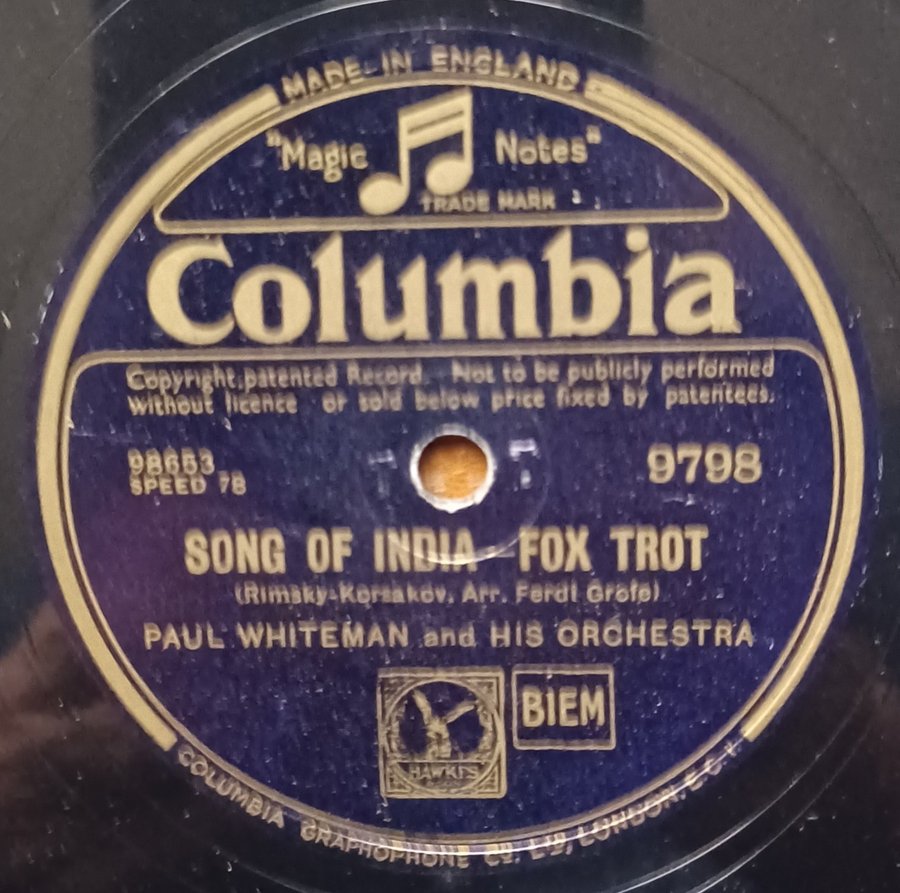 MADE IN ENGLAND
"Magic Notes"
TRADE MARK
Columbia
Copyright, patented Record. Not to be publicly performed
without licence or sold below price fixed by patentees.
98653
SPEED 78
9798
SONG OF INDIA - FOX TROT
(Rimsky-Korsakov, Arr. Ferdi Grofe)
PAUL WHITEMAN and HIS ORCHESTRA
HAWKES
BIEM
COLUMBIA GRAPHOPHONE CO. LTD, LONDON, E.C.1